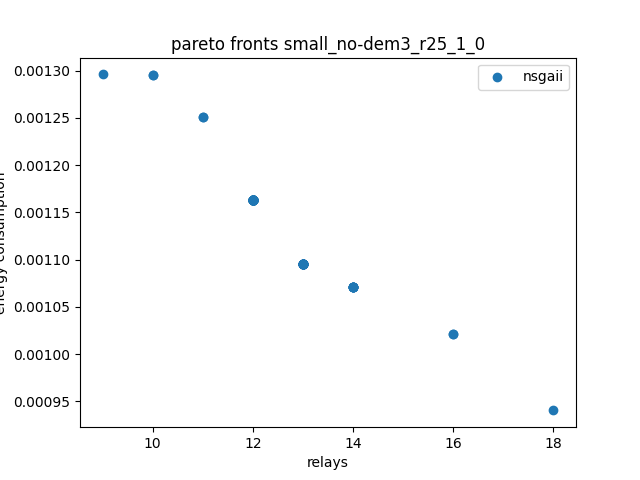 pareto fronts small_no-dem3_r25_1_0
nsgaii
0.00130
0.00125
0.00120
0.00115
0.00110
0.00105
0.00100
0.00095
energy consumption
10 12 14 16 18
relays